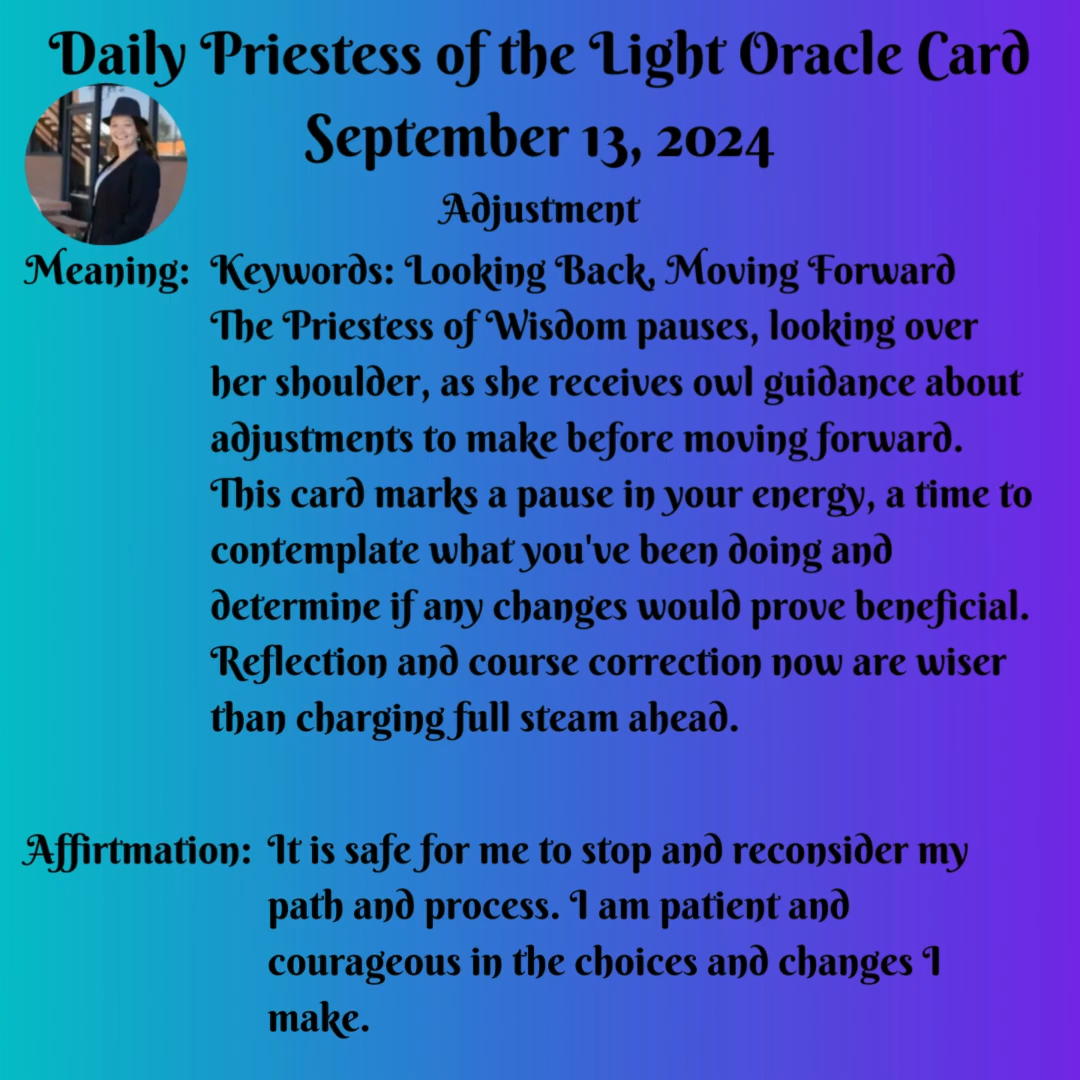 Daily Priestess of the Light Oracle Card
September 13, 2024
Adjustment
Meaning: Keywords: Looking Back, Moving Forward
The Priestess of Wisdom pauses, looking over
her shoulder, as she receives owl guidance about
adjustments to make before moving forward.
This card marks a pause in your energy, a time to
contemplate what you've been doing and
determine if any changes would prove beneficial.
Reflection and course correction now are wiser
than charging full steam ahead.
Affirtmation: It is safe for me to stop and reconsider my
path and process. I am patient and
courageous in the choices and changes I
make.